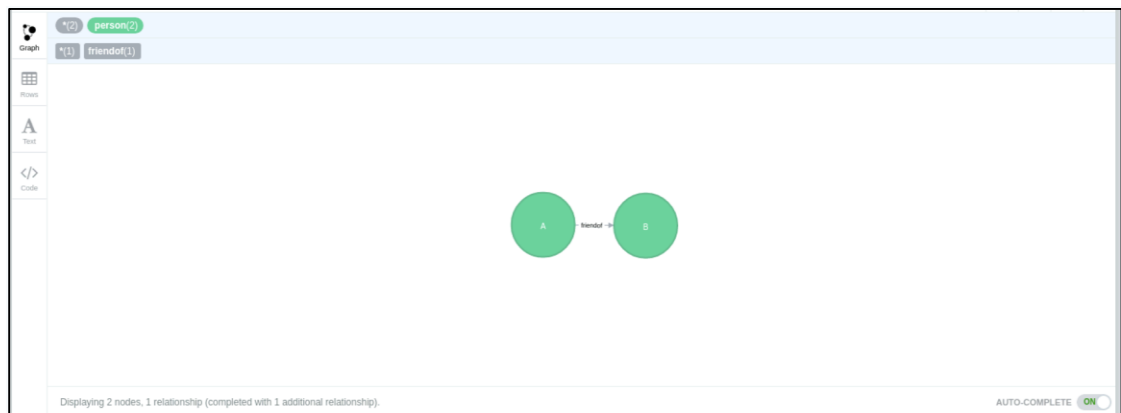 *(2) person(2)
*(1) friendof(1)
Graph
Rows
A
Text
</>
Code
A friendof B
Displaying 2 nodes, 1 relationship (completed with 1 additional relationship).
AUTO-COMPLETE ON